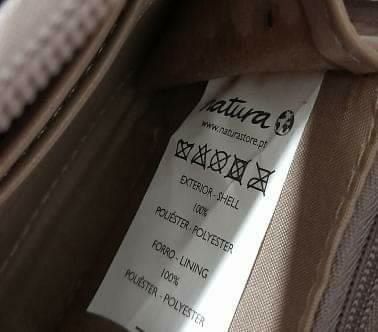 natura
www.naturastore.pt
EXTERIOR - SHELL
100%
POLIÉSTER - POLYESTER
FORRO - LINING
100%
POLIÉSTER - POLYESTER